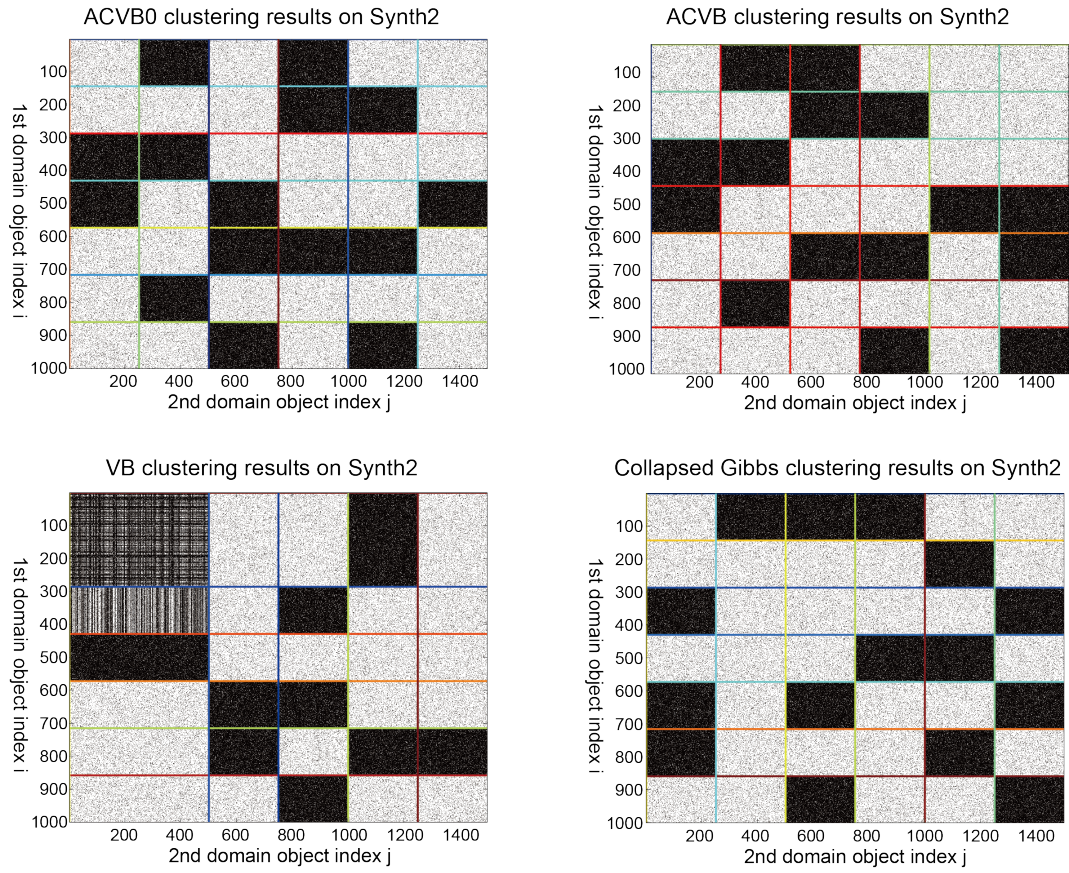 ACVB0 clustering results on Synth2
1st domain object index i
100
200
300
400
500
600
700
800
900
1000
200 400 600 800 1000 1200 1400
2nd domain object index j
ACVB clustering results on Synth2
1st domain object index i
100
200
300
400
500
600
700
800
900
1000
200 400 600 800 1000 1200 1400
2nd domain object index j
VB clustering results on Synth2
1st domain object index i
100
200
300
400
500
600
700
800
900
1000
200 400 600 800 1000 1200 1400
2nd domain object index j
Collapsed Gibbs clustering results on Synth2
1st domain object index i
100
200
300
400
500
600
700
800
900
1000
200 400 600 800 1000 1200 1400
2nd domain object index j